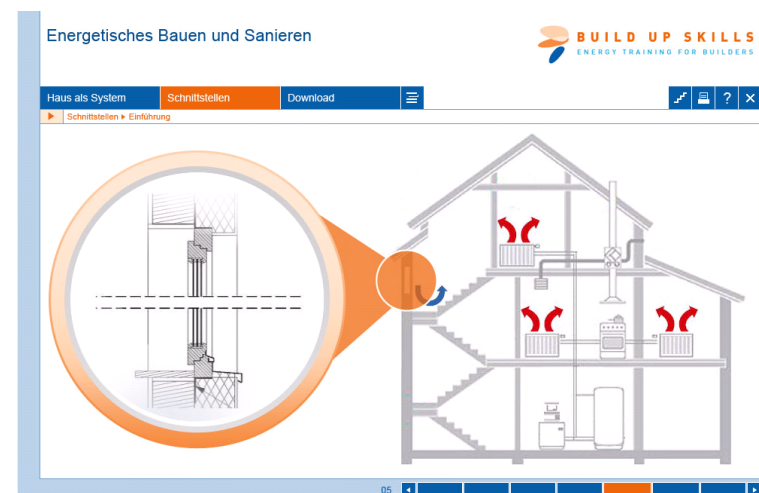 Energetisches Bauen und Sanieren
BUILD UP SKILLS
ENERGY TRAINING FOR BUILDERS
Haus als System
Schnittstellen
Download
?
Schnittstellen ▸ Einführung
05